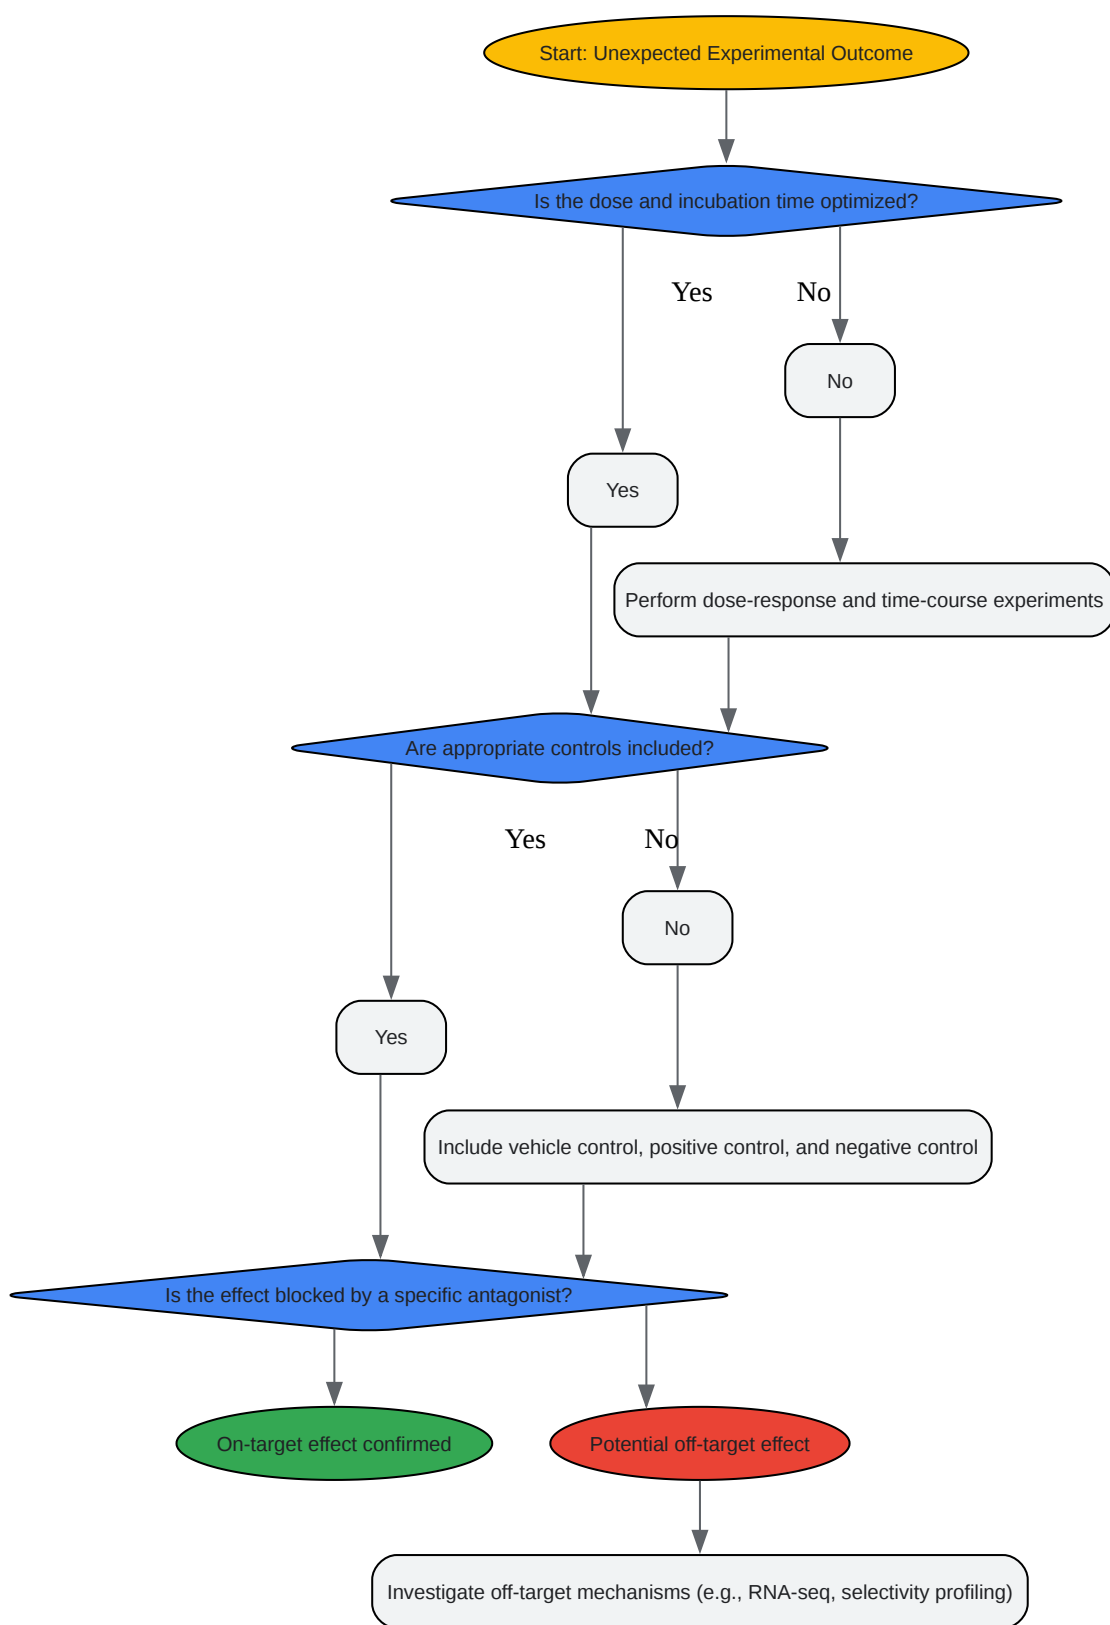 Start: Unexpected Experimental Outcome
Is the dose and incubation time optimized?
Yes
No
No
Yes
Perform dose-response and time-course experiments
Are appropriate controls included?
Yes
No
No
Yes
Include vehicle control, positive control, and negative control
Is the effect blocked by a specific antagonist?
On-target effect confirmed
Potential off-target effect
Investigate off-target mechanisms (e.g., RNA-seq, selectivity profiling)